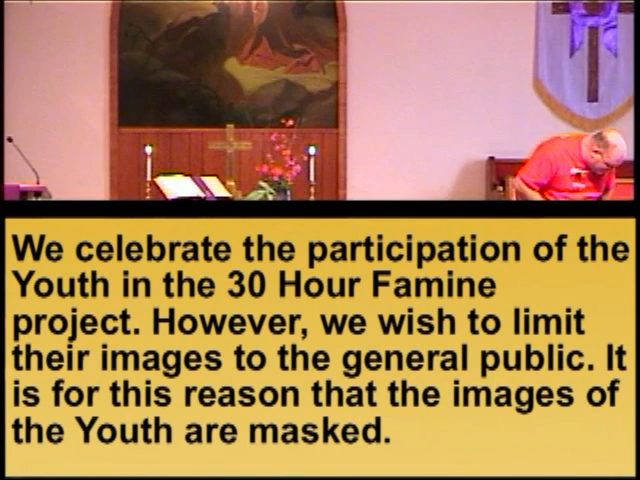 We celebrate the participation of the
Youth in the 30 Hour Famine
project. However, we wish to limit
their images to the general public. It
is for this reason that the images of
the Youth are masked.